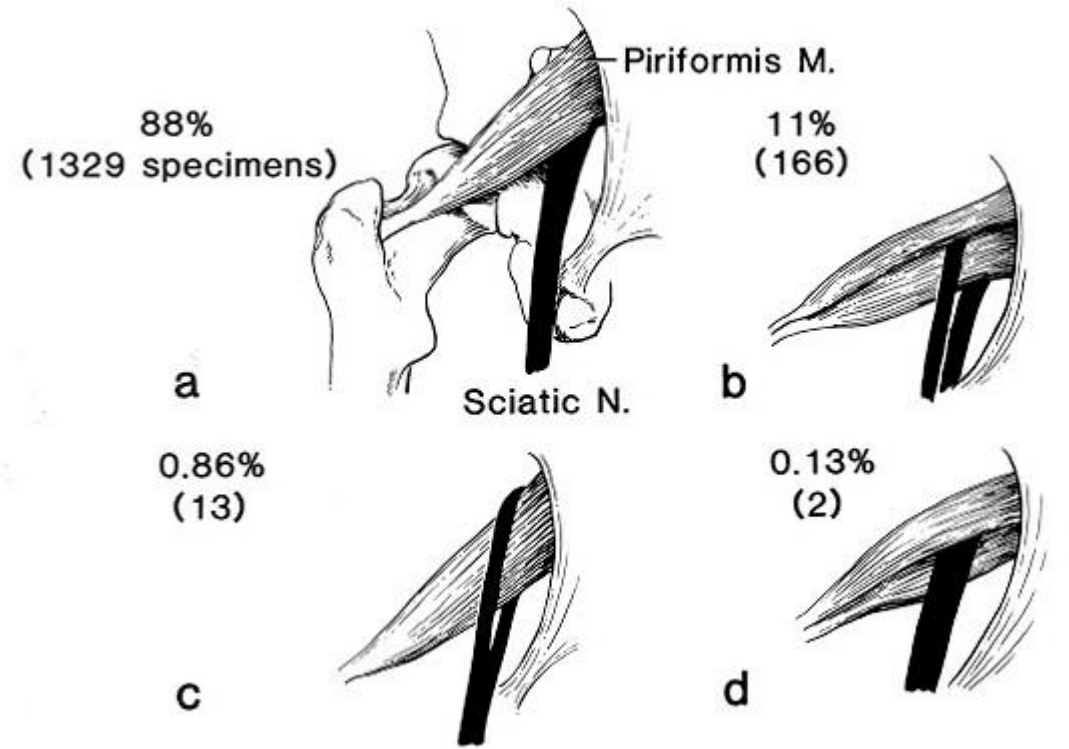 Piriformis M.
88%
(1329 specimens)
11%
(166)
a
b
Sciatic N.
0.86%
(13)
0.13%
(2)
c
d